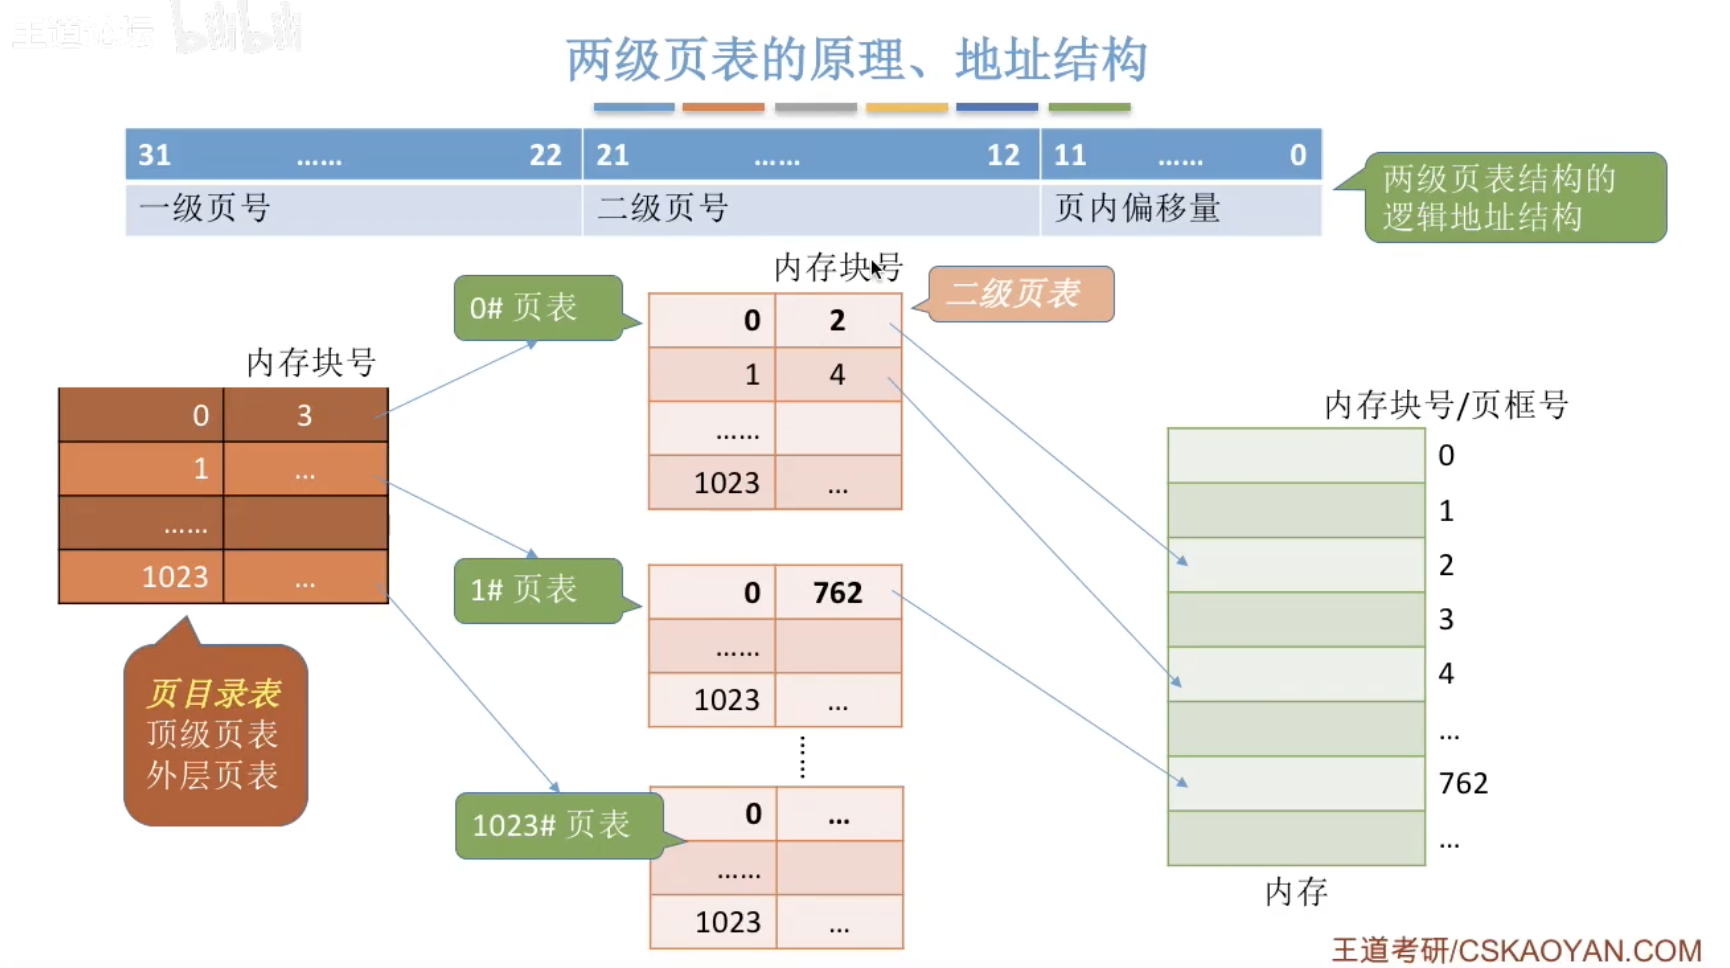 王道论坛 bilibili
两级页表的原理、地址结构
31 …… 22 21 …… 12 11 …… 0
一级页号 二级页号 页内偏移量
两级页表结构的
逻辑地址结构
内存块号
0 3
1 ...
……
1023 ...
页目录表
顶级页表
外层页表
0# 页表
内存块号
二级页表
0 2
1 4
……
1023 ...
1# 页表
0 762
……
1023 ...
1023# 页表
0 ...
……
1023 ...
内存块号/页框号
0
1
2
3
4
...
762
...
内存
王道考研/CSKAOYAN.COM